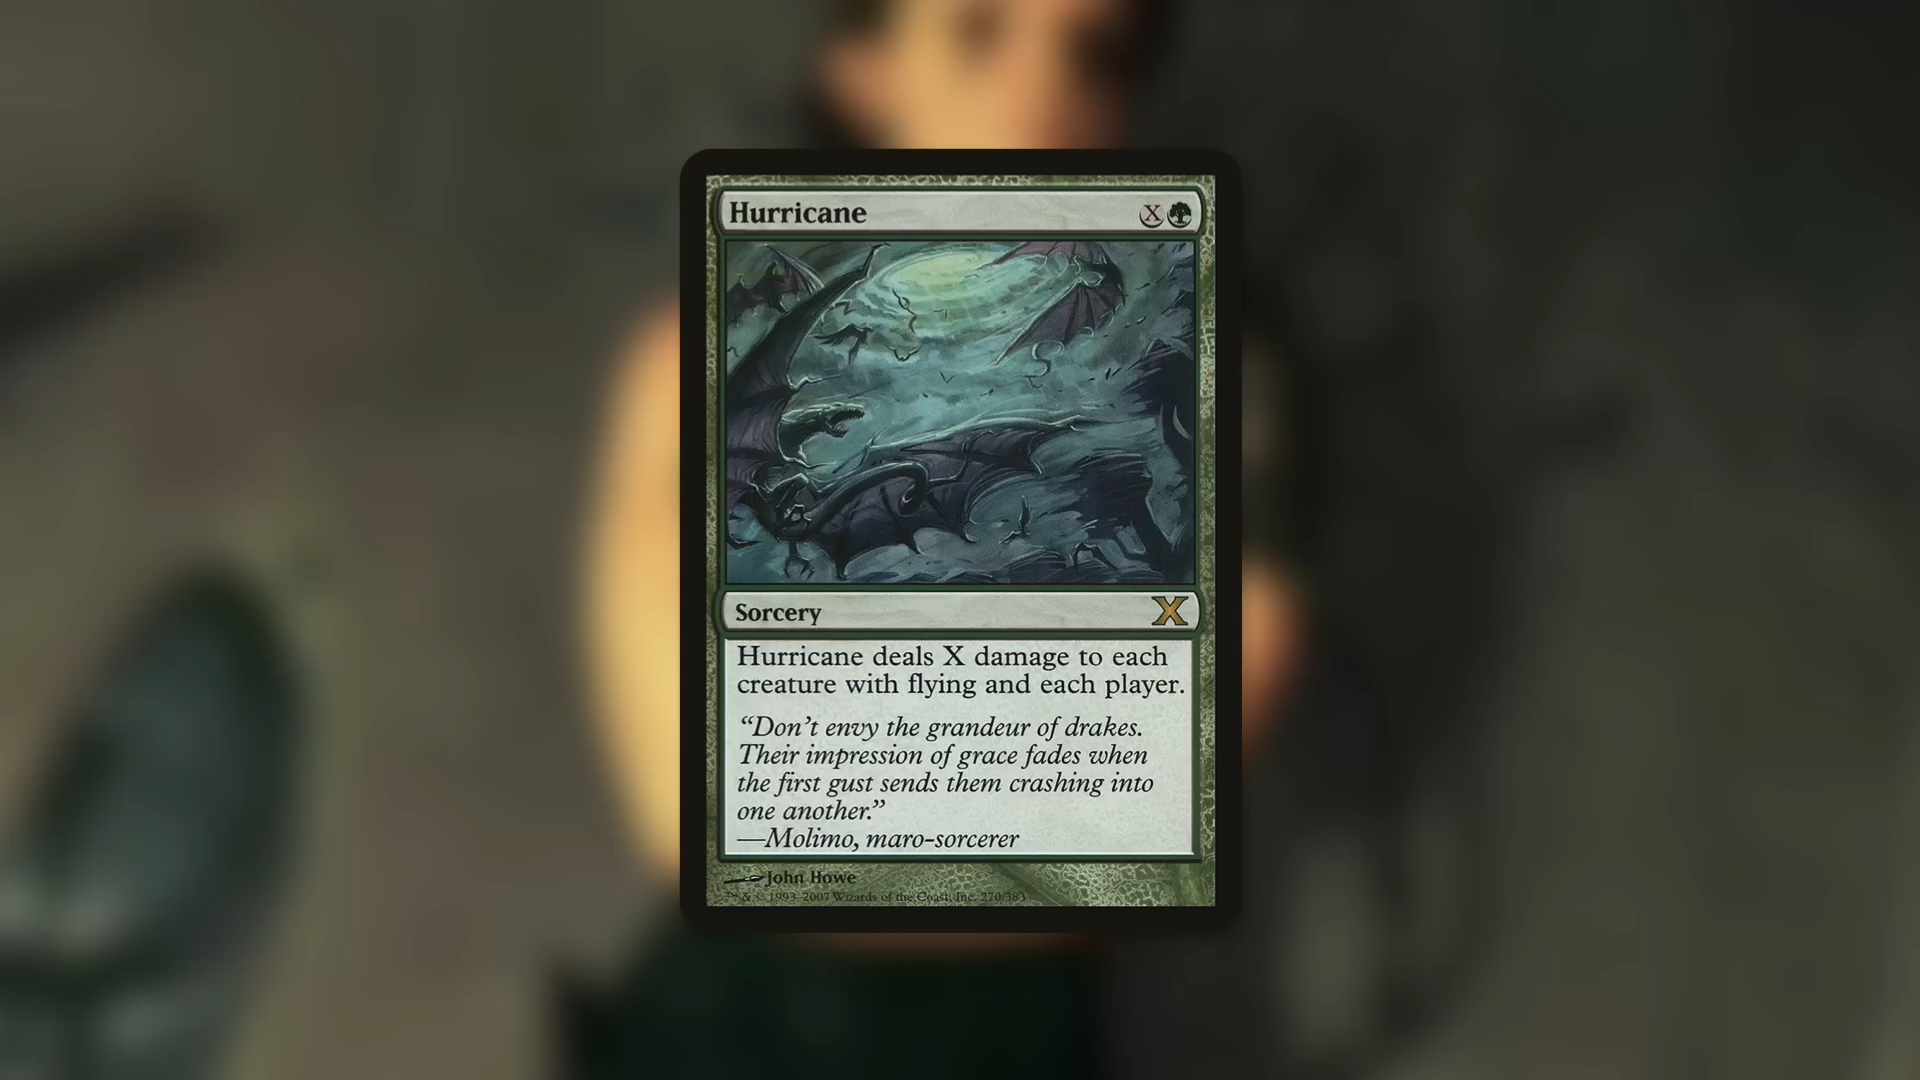 Hurricane X
Sorcery X
Hurricane deals X damage to each
creature with flying and each player.
“Don’t envy the grandeur of drakes.
Their impression of grace fades when
the first gust sends them crashing into
one another.”
—Molimo, maro-sorcerer
John Howe
™ & © 1993–2007 Wizards of the Coast, Inc. 270/383